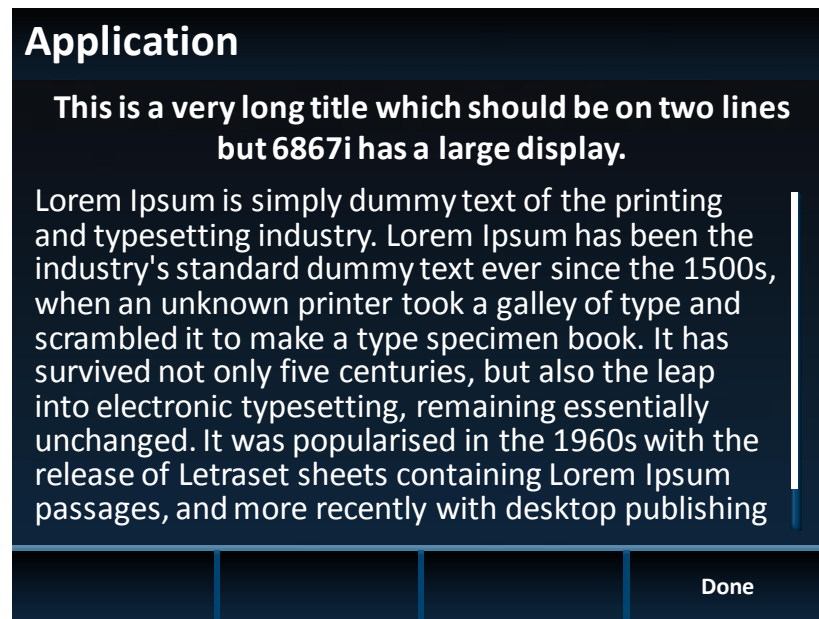 Application
This is a very long title which should be on two lines
but 6867i has a large display.
Lorem Ipsum is simply dummy text of the printing
and typesetting industry. Lorem Ipsum has been the
industry's standard dummy text ever since the 1500s,
when an unknown printer took a galley of type and
scrambled it to make a type specimen book. It has
survived not only five centuries, but also the leap
into electronic typesetting, remaining essentially
unchanged. It was popularised in the 1960s with the
release of Letraset sheets containing Lorem Ipsum
passages, and more recently with desktop publishing
Done